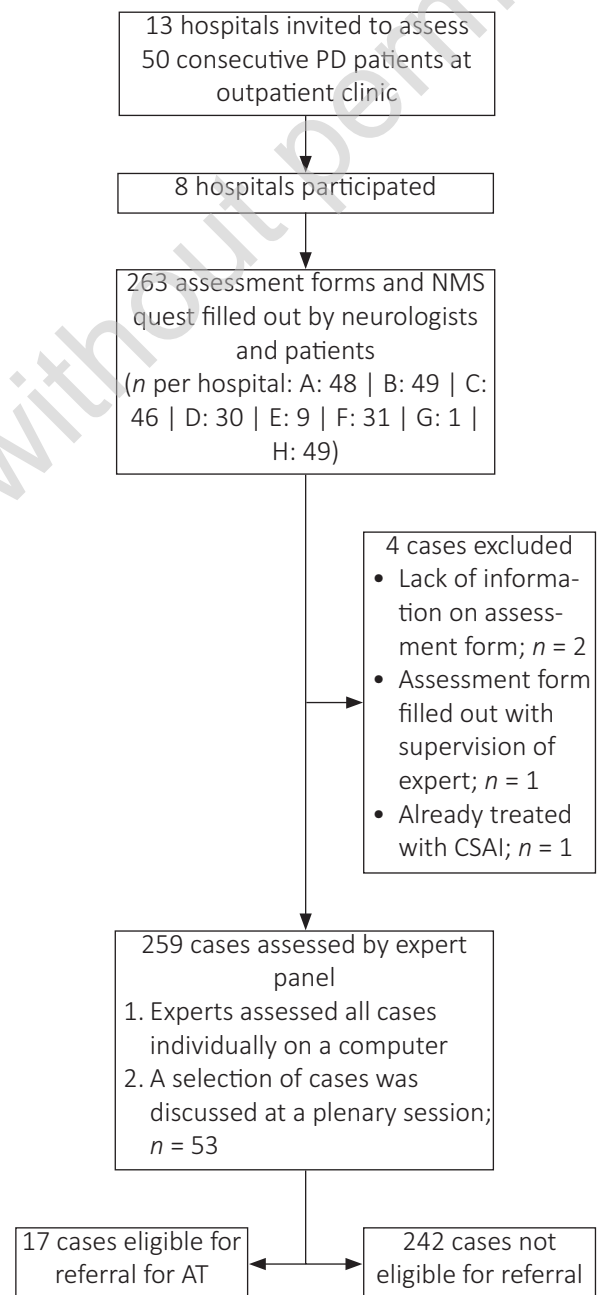 13 hospitals invited to assess
50 consecutive PD patients at
outpatient clinic
8 hospitals participated
263 assessment forms and NMS
quest filled out by neurologists
and patients
(n per hospital: A: 48 | B: 49 | C:
46 | D: 30 | E: 9 | F: 31 | G: 1 |
H: 49)
4 cases excluded
• Lack of informa-
tion on assess-
ment form; n = 2
• Assessment form
filled out with
supervision of
expert; n = 1
• Already treated
with CSAI; n = 1
259 cases assessed by expert
panel
1. Experts assessed all cases
individually on a computer
2. A selection of cases was
discussed at a plenary session;
n = 53
17 cases eligible for
referral for AT
242 cases not
eligible for referral
without